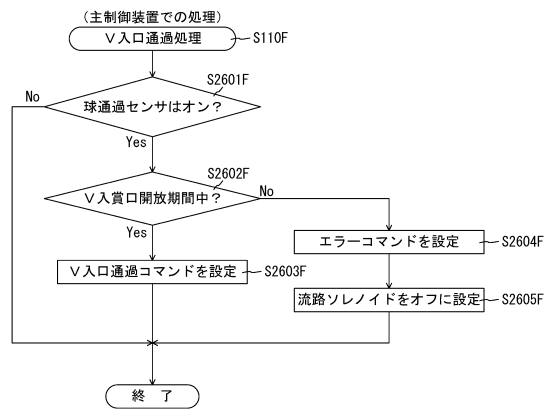 (主制御装置での処理)
V入口通過処理
S110F
S2601F
球通過センサはオン?
No
Yes
S2602F
V入賞口開放期間中?
No
Yes
エラーコマンドを設定
S2604F
V入口通過コマンドを設定
S2603F
流路ソレノイドをオフに設定
S2605F
終 了